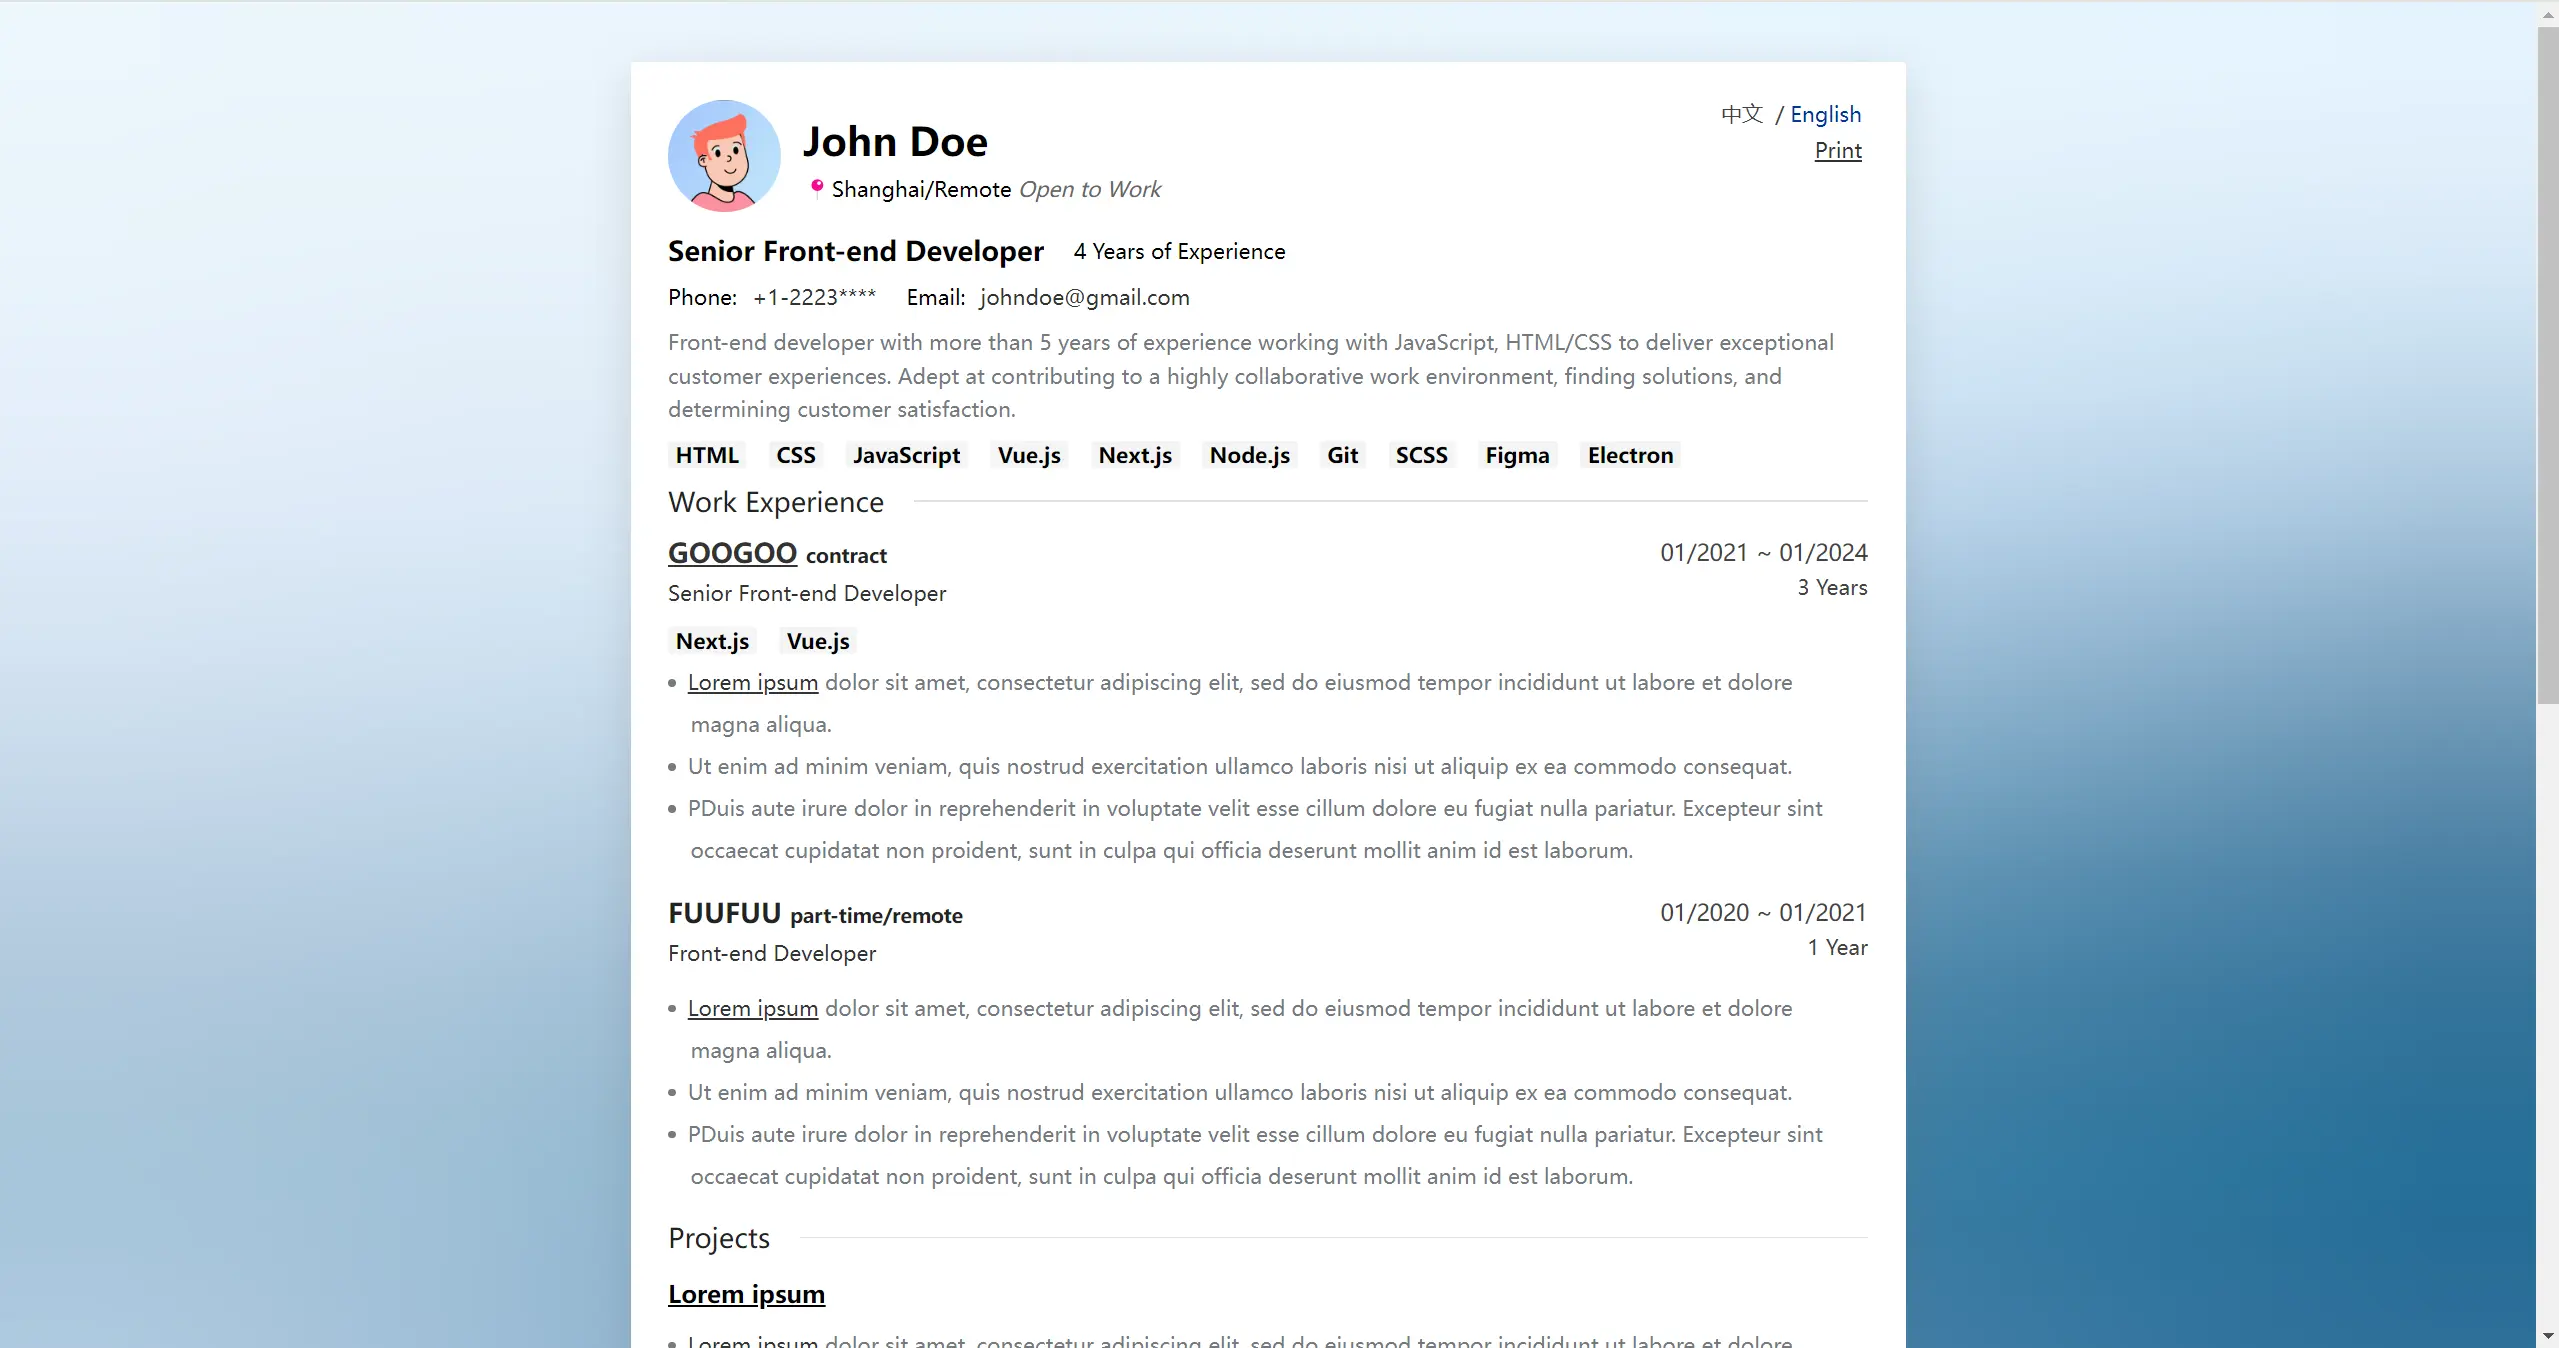 John Doe
中文 / English
Print
Shanghai/Remote Open to Work
Senior Front-end Developer 4 Years of Experience
Phone: +1-2223**** Email: johndoe@gmail.com
Front-end developer with more than 5 years of experience working with JavaScript, HTML/CSS to deliver exceptional
customer experiences. Adept at contributing to a highly collaborative work environment, finding solutions, and
determining customer satisfaction.
HTML CSS JavaScript Vue.js Next.js Node.js Git SCSS Figma Electron
Work Experience
GOOGOO contract 01/2021 ~ 01/2024
Senior Front-end Developer 3 Years
Next.js Vue.js
• Lorem ipsum dolor sit amet, consectetur adipiscing elit, sed do eiusmod tempor incididunt ut labore et dolore
magna aliqua.
• Ut enim ad minim veniam, quis nostrud exercitation ullamco laboris nisi ut aliquip ex ea commodo consequat.
• PDuis aute irure dolor in reprehenderit in voluptate velit esse cillum dolore eu fugiat nulla pariatur. Excepteur sint
occaecat cupidatat non proident, sunt in culpa qui officia deserunt mollit anim id est laborum.
FUUFUU part-time/remote 01/2020 ~ 01/2021
Front-end Developer 1 Year
• Lorem ipsum dolor sit amet, consectetur adipiscing elit, sed do eiusmod tempor incididunt ut labore et dolore
magna aliqua.
• Ut enim ad minim veniam, quis nostrud exercitation ullamco laboris nisi ut aliquip ex ea commodo consequat.
• PDuis aute irure dolor in reprehenderit in voluptate velit esse cillum dolore eu fugiat nulla pariatur. Excepteur sint
occaecat cupidatat non proident, sunt in culpa qui officia deserunt mollit anim id est laborum.
Projects
Lorem ipsum
• Lorem ipsum dolor sit amet, consectetur adipiscing elit, sed do eiusmod tempor incididunt ut labore et dolore